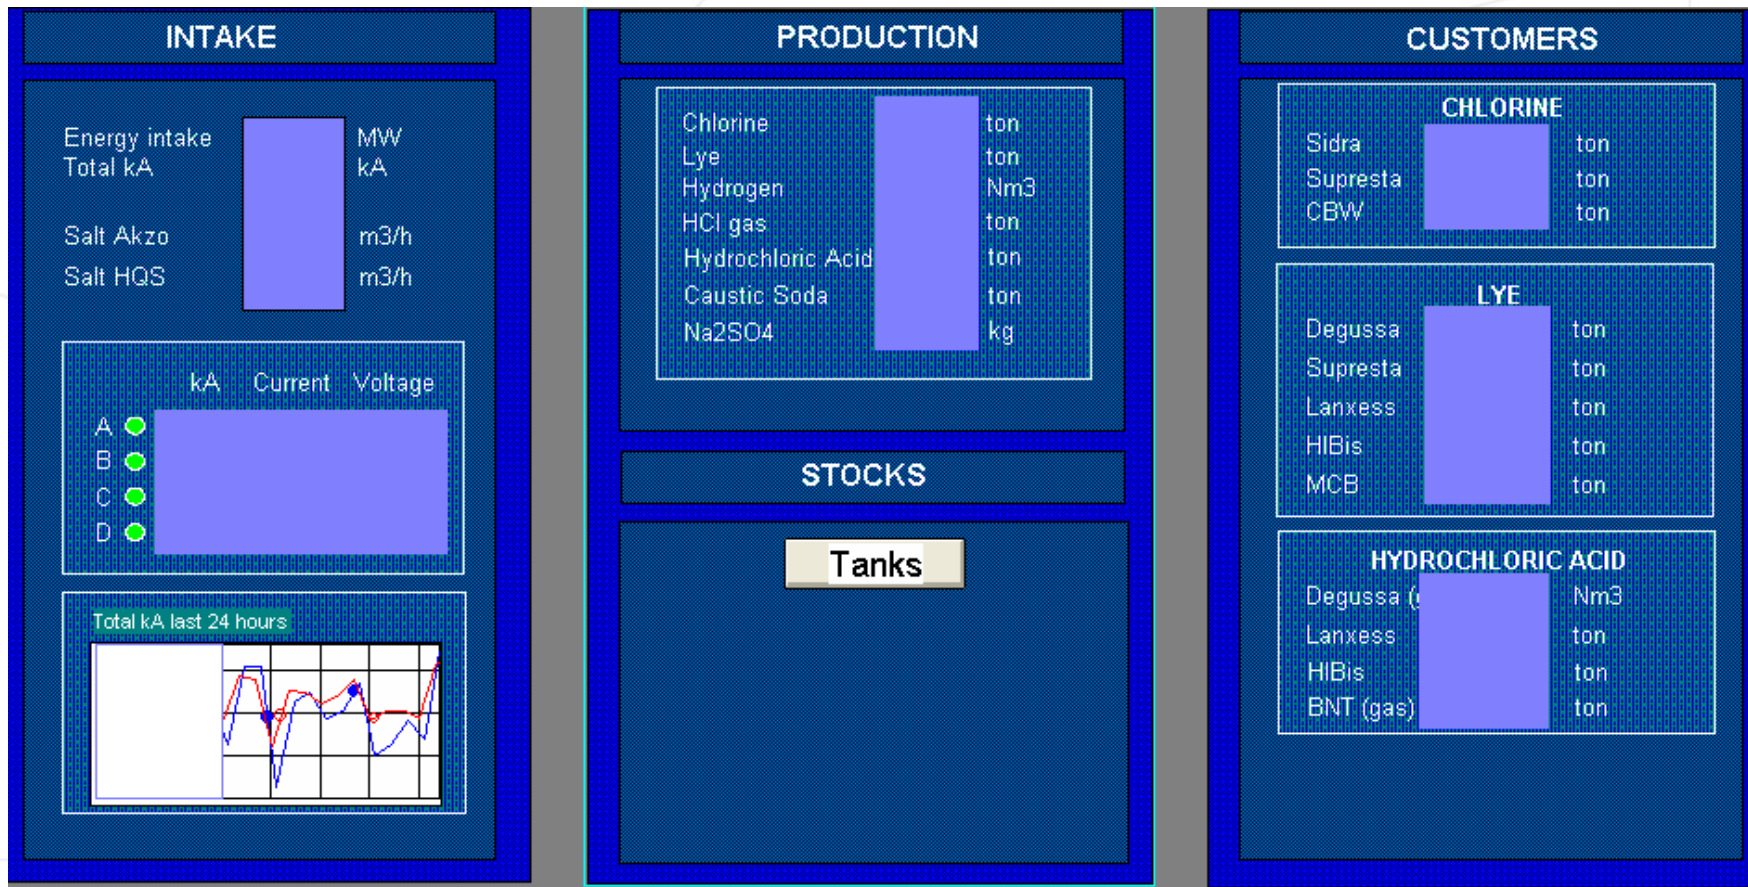 INTAKE
Energy intake MW
Total kA kA
Salt Akzo m3/h
Salt HQS m3/h
kA Current Voltage
A
B
C
D
Total kA last 24 hours
PRODUCTION
Chlorine ton
Lye ton
Hydrogen Nm3
HCl gas ton
Hydrochloric Acid ton
Caustic Soda ton
Na2SO4 kg
STOCKS
Tanks
CUSTOMERS
CHLORINE
Sidra ton
Supresta ton
CBW ton
LYE
Degussa ton
Supresta ton
Lanxess ton
HIBis ton
MCB ton
HYDROCHLORIC ACID
Degussa ( Nm3
Lanxess ton
HIBis ton
BNT (gas) ton